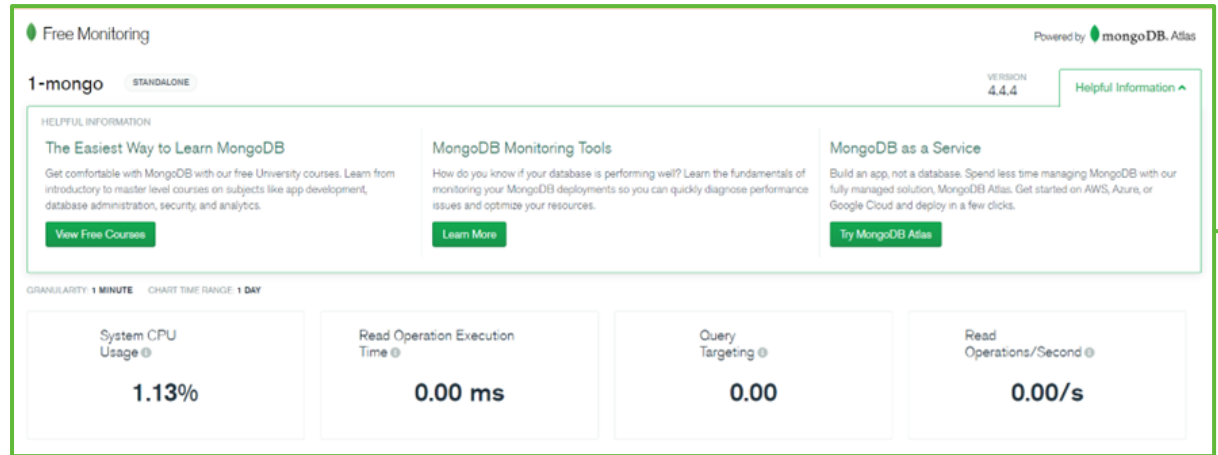 Free Monitoring
Powered by mongoDB. Atlas
1-mongo STANDALONE
VERSION
4.4.4
Helpful Information
HELPFUL INFORMATION
The Easiest Way to Learn MongoDB
Get comfortable with MongoDB with our free University courses. Learn from
introductory to master level courses on subjects like app development,
database administration, security, and analytics.
View Free Courses
MongoDB Monitoring Tools
How do you know if your database is performing well? Learn the fundamentals of
monitoring your MongoDB deployments so you can quickly diagnose performance
issues and optimize your resources.
Learn More
MongoDB as a Service
Build an app, not a database. Spend less time managing MongoDB with our
fully managed solution, MongoDB Atlas. Get started on AWS, Azure, or
Google Cloud and deploy in a few clicks.
Try MongoDB Atlas
GRANULARITY: 1 MINUTE CHART TIME RANGE: 1 DAY
System CPU
Usage
1.13%
Read Operation Execution
Time
0.00 ms
Query
Targeting
0.00
Read
Operations/Second
0.00/s